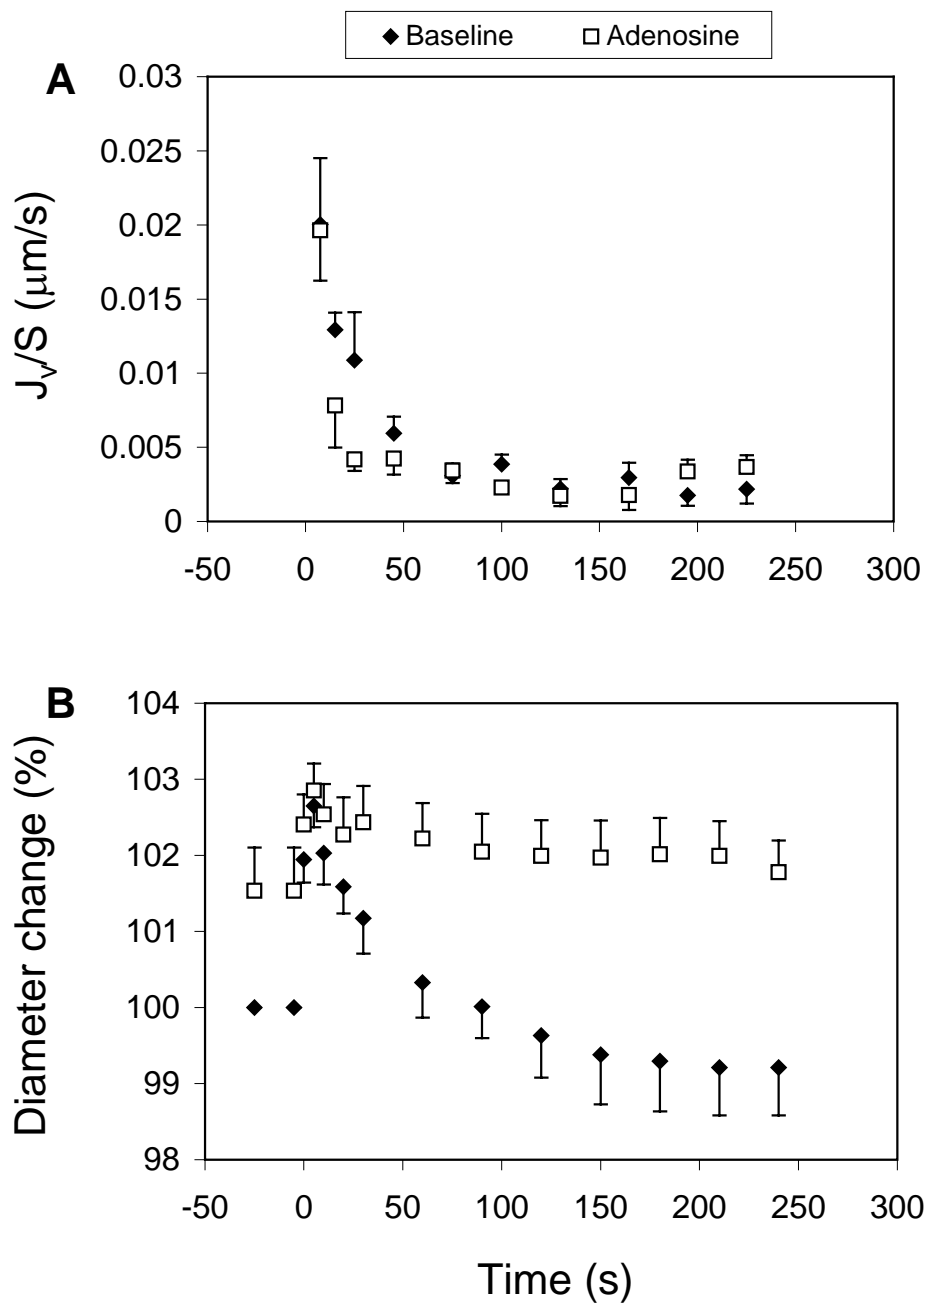 Baseline Adenosine
A
0.03
0.025
0.02
0.015
0.01
0.005
0
Jv/S (μm/s)
-50 0 50 100 150 200 250 300
B
104
103
102
101
100
99
98
Diameter change (%)
-50 0 50 100 150 200 250 300
Time (s)